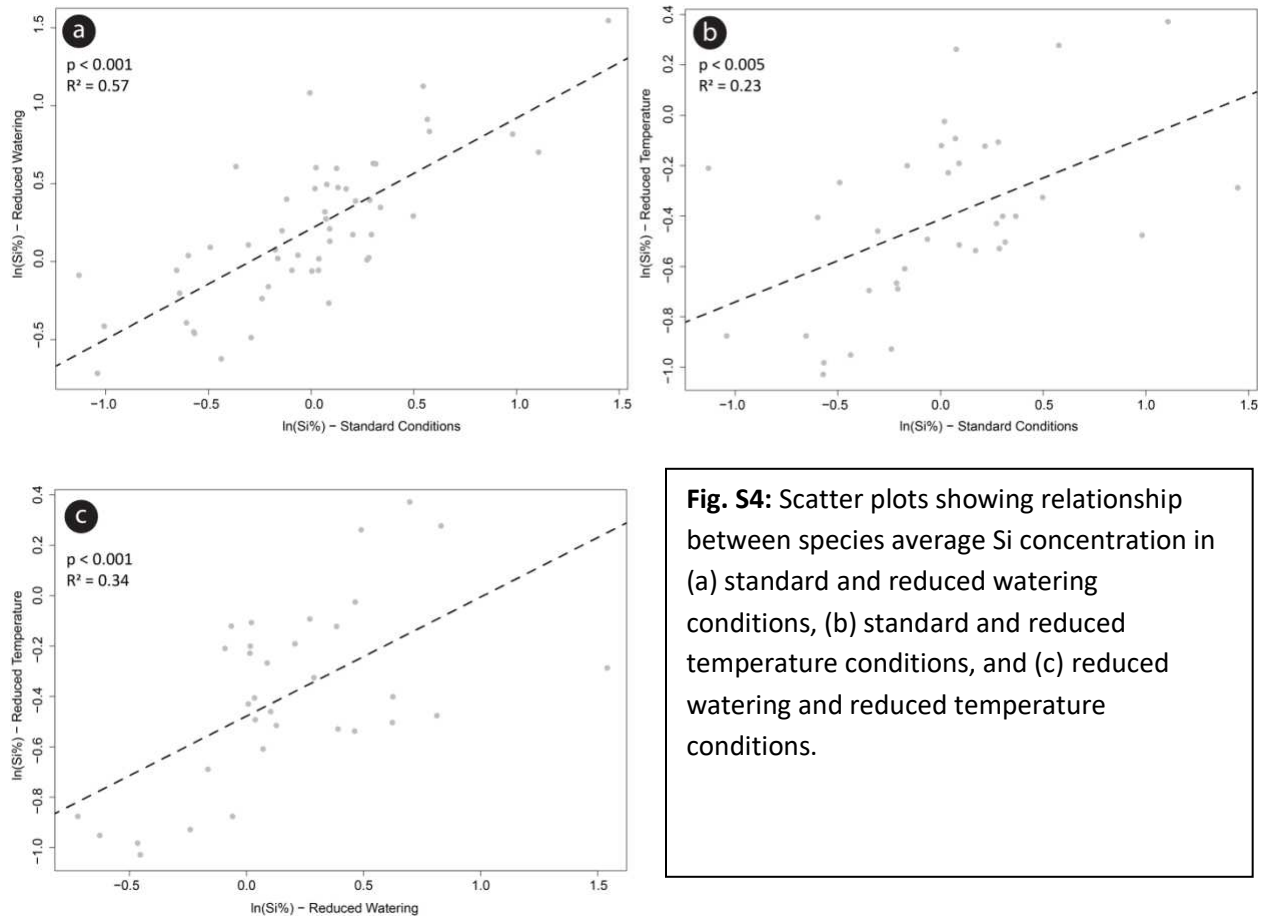 a
p < 0.001
R² = 0.57
ln(Si%) − Reduced Watering
1.5
1.0
0.5
0.0
−0.5
−1.0
−0.5
0.0
0.5
1.0
1.5
ln(Si%) − Standard Conditions
b
p < 0.005
R² = 0.23
ln(Si%) − Reduced Temperature
0.4
0.2
0.0
−0.2
−0.4
−0.6
−0.8
−1.0
−1.0
−0.5
0.0
0.5
1.0
1.5
ln(Si%) − Standard Conditions
c
p < 0.001
R² = 0.34
ln(Si%) − Reduced Temperature
0.4
0.2
0.0
−0.2
−0.4
−0.6
−0.8
−1.0
−0.5
0.0
0.5
1.0
1.5
ln(Si%) − Reduced Watering
Fig. S4: Scatter plots showing relationship
between species average Si concentration in
(a) standard and reduced watering
conditions, (b) standard and reduced
temperature conditions, and (c) reduced
watering and reduced temperature
conditions.